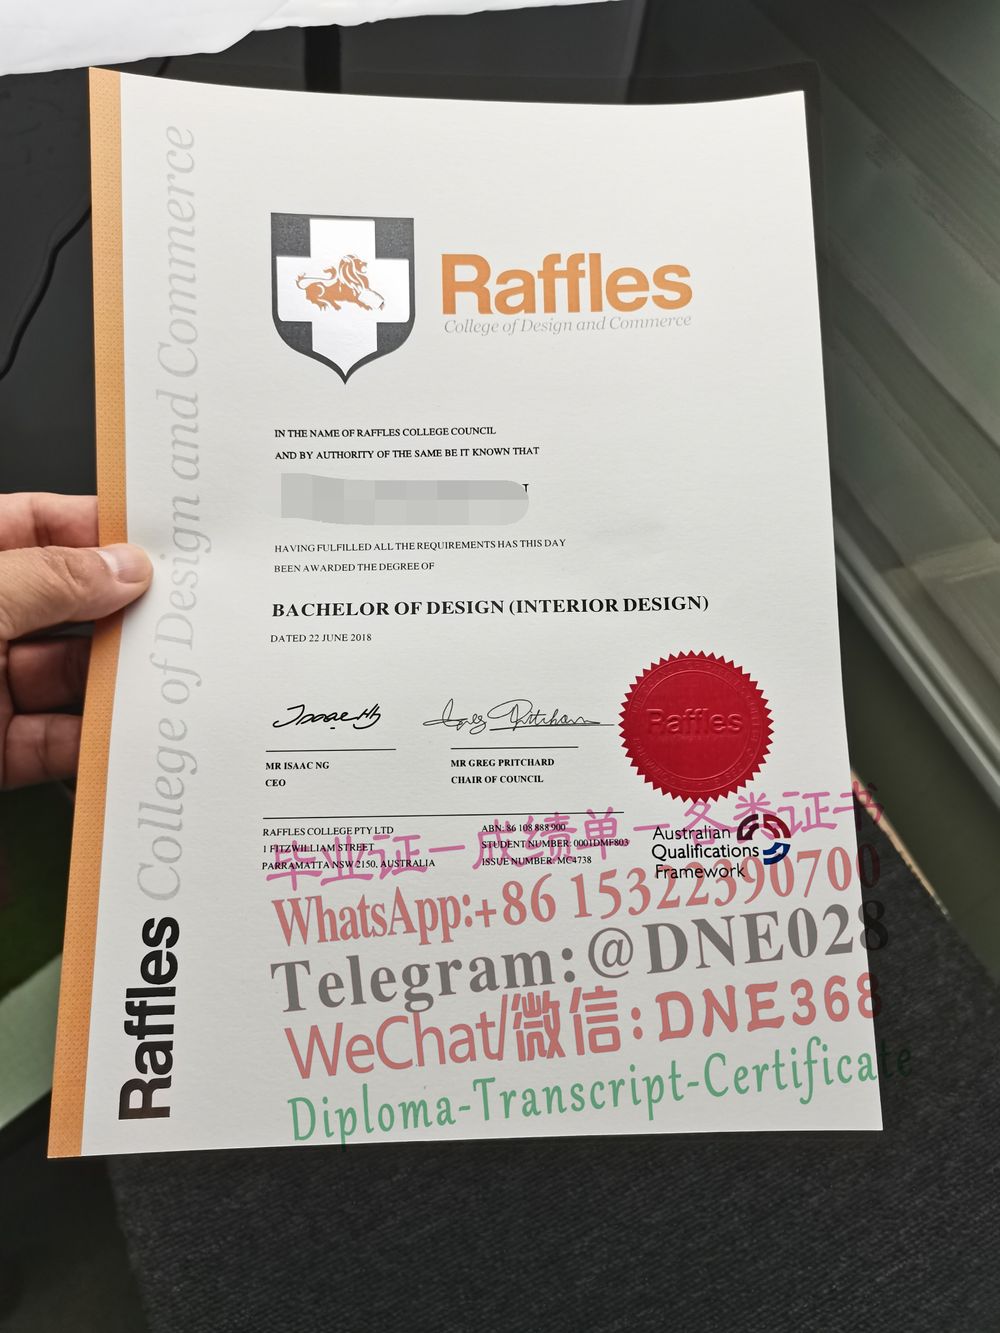 Raffles College of Design and Commerce
Raffles
College of Design and Commerce
IN THE NAME OF RAFFLES COLLEGE COUNCIL
AND BY AUTHORITY OF THE SAME BE IT KNOWN THAT
HAVING FULFILLED ALL THE REQUIREMENTS HAS THIS DAY
BEEN AWARDED THE DEGREE OF
BACHELOR OF DESIGN (INTERIOR DESIGN)
DATED 22 JUNE 2018
MR ISAAC NG
CEO
MR GREG PRITCHARD
CHAIR OF COUNCIL
Raffles
RAFFLES COLLEGE PTY LTD
1 FITZWILLIAM STREET
PARRAMATTA NSW 2150, AUSTRALIA
ABN: 86 108 888 900
STUDENT NUMBER: 0001DMF803
ISSUE NUMBER: MC4738
Australian
Qualifications
Framework
毕业证－成绩单－各类证书
WhatsApp:+86 15322390700
Telegram:@DNE028
WeChat/微信:DNE368
Diploma-Transcript-Certificate